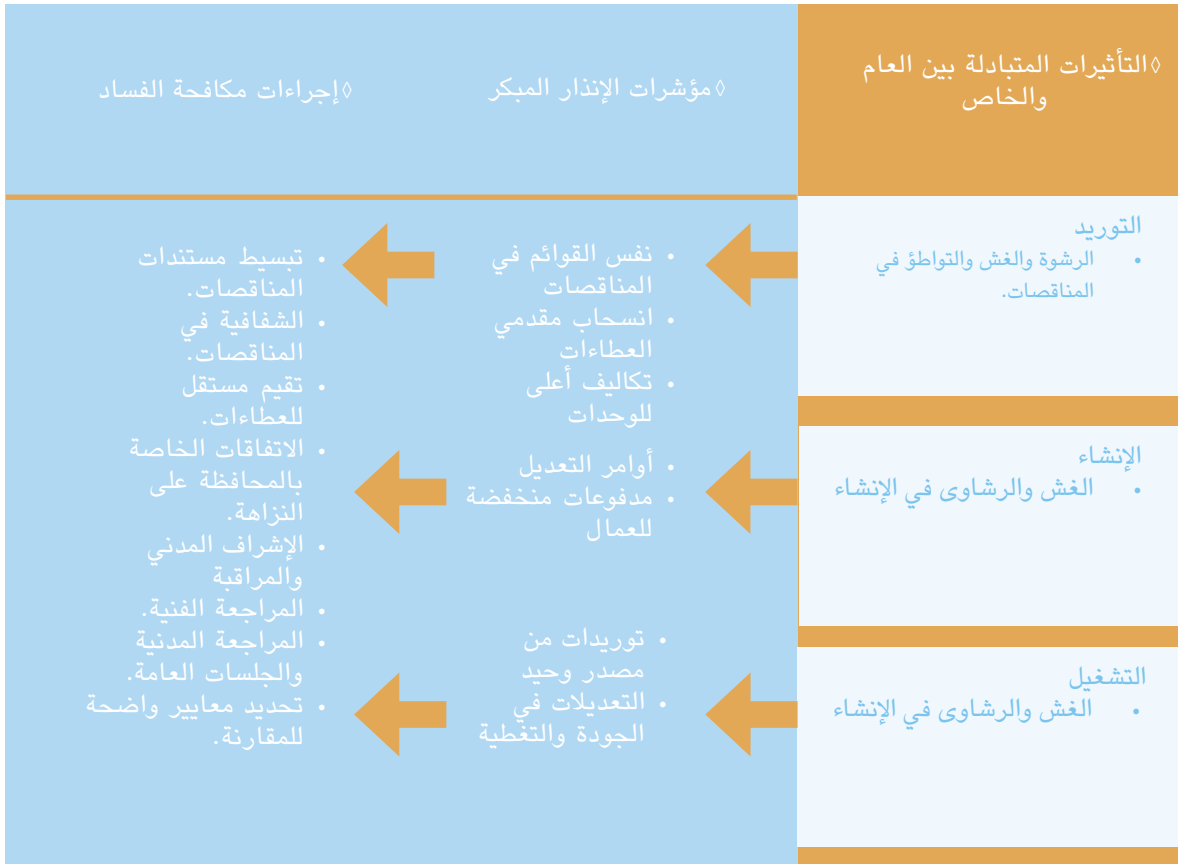 ◊التأثيرات المتبادلة بين العام
والخاص
◊مؤشرات الإنذار المبكر
◊إجراءات مكافحة الفساد
التوريد
• الرشوة والغش والتواطؤ في
المناقصات.
• نفس القوائم في
المناقصات
• انسحاب مقدمي
العطاءات
• تكاليف أعلى
للوحدات
الإنشاء
• الغش والرشاوى في الإنشاء
• أوامر التعديل
• مدفوعات منخفضة
للعمال
التشغيل
• الغش والرشاوى في الإنشاء
• توريدات من
مصدر وحيد
• التعديلات في
الجودة والتغطية
• تبسيط مستندات
المناقصات.
• الشفافية في
المناقصات.
• تقيم مستقل
للعطاءات.
• الاتفاقات الخاصة
بالمحافظة على
النزاهة.
• الإشراف المدني
والمراقبة
• المراجعة الفنية.
• المراجعة المدنية
والجلسات العامة.
• تحديد معايير واضحة
للمقارنة.